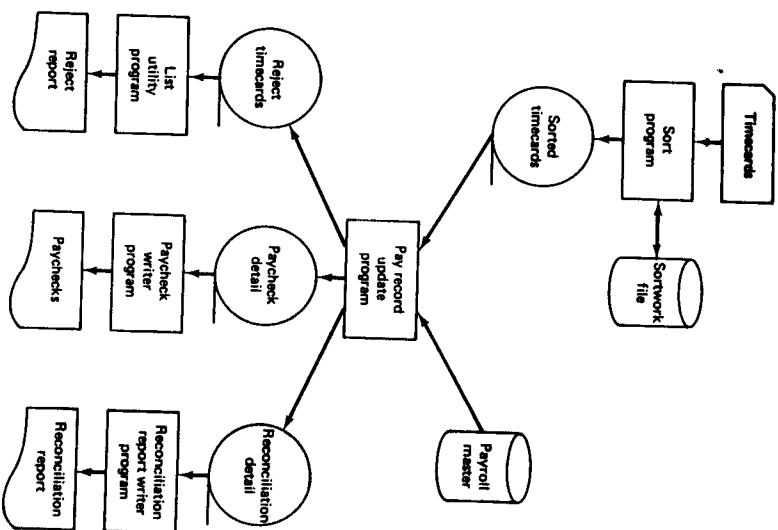 Timecards
Sort
program
Sortwork
file
Sorted
timecards
Payroll
master
Pay record
update
program
Reject
timecards
Paycheck
detail
Reconciliation
detail
List
utility
program
Paycheck
writer
program
Reconciliation
report writer
program
Reject
report
Paychecks
Reconciliation
report